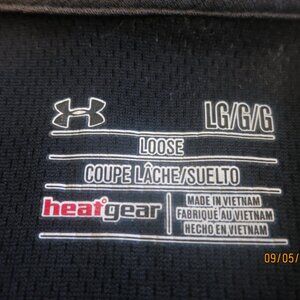 LG/G/G
LOOSE
COUPE LÂCHE/SUELTO
heatgear
MADE IN VIETNAM
FABRIQUÉ AU VIETNAM
HECHO EN VIETNAM
09/05/